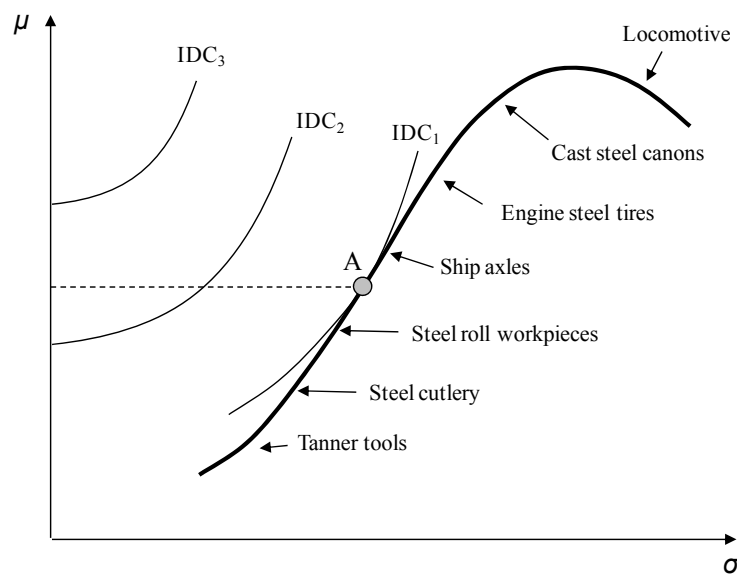 μ
Locomotive
IDC₃
IDC₂
IDC₁
Cast steel canons
Engine steel tires
A
Ship axles
Steel roll workpieces
Steel cutlery
Tanner tools
σ